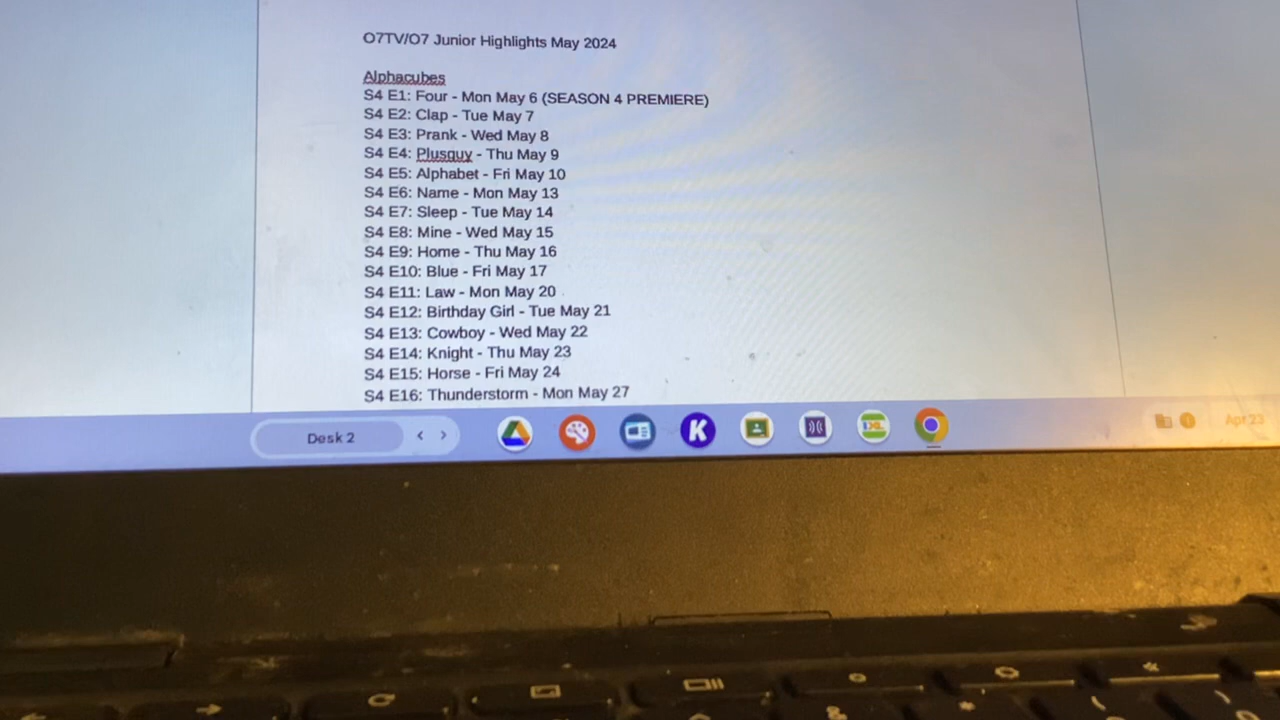 O7TV/O7 Junior Highlights May 2024
Alphacubes
S4 E1: Four - Mon May 6 (SEASON 4 PREMIERE)
S4 E2: Clap - Tue May 7
S4 E3: Prank - Wed May 8
S4 E4: Plusguy - Thu May 9
S4 E5: Alphabet - Fri May 10
S4 E6: Name - Mon May 13
S4 E7: Sleep - Tue May 14
S4 E8: Mine - Wed May 15
S4 E9: Home - Thu May 16
S4 E10: Blue - Fri May 17
S4 E11: Law - Mon May 20
S4 E12: Birthday Girl - Tue May 21
S4 E13: Cowboy - Wed May 22
S4 E14: Knight - Thu May 23
S4 E15: Horse - Fri May 24
S4 E16: Thunderstorm - Mon May 27
Desk 2 K IXL Apr 23